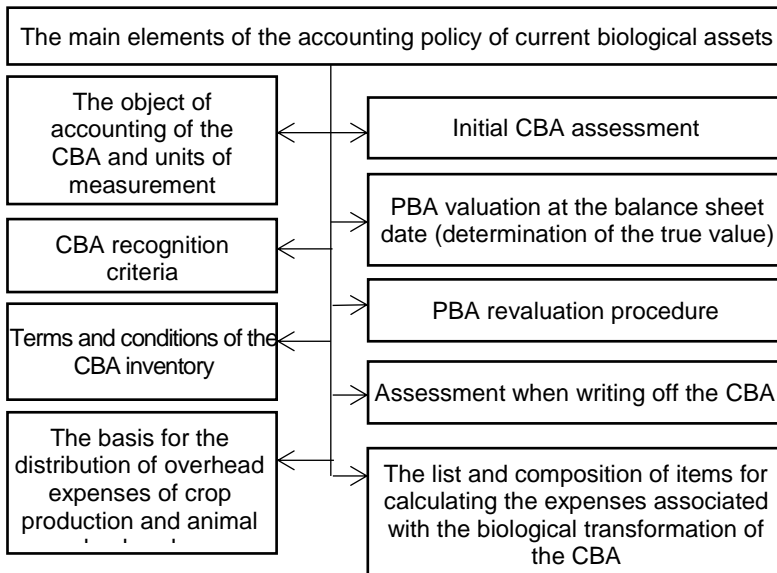 The main elements of the accounting policy of current biological assets
The object of
accounting of the
CBA and units of
measurement
CBA recognition
criteria
Terms and conditions of the
CBA inventory
The basis for the
distribution of overhead
expenses of crop
production and animal
Initial CBA assessment
PBA valuation at the balance sheet
date (determination of the true value)
PBA revaluation procedure
Assessment when writing off the CBA
The list and composition of items for
calculating the expenses associated
with the biological transformation of
the CBA